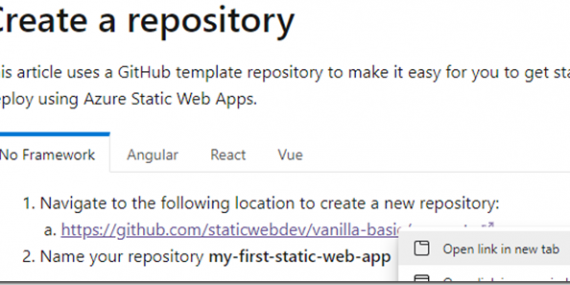 Create a repository
is article uses a GitHub template repository to make it easy for you to get sta
ploy using Azure Static Web Apps.
No Framework Angular React Vue
1. Navigate to the following location to create a new repository:
a. https://github.com/staticwebdev/vanilla-basic
Open link in new tab
2. Name your repository my-first-static-web-app